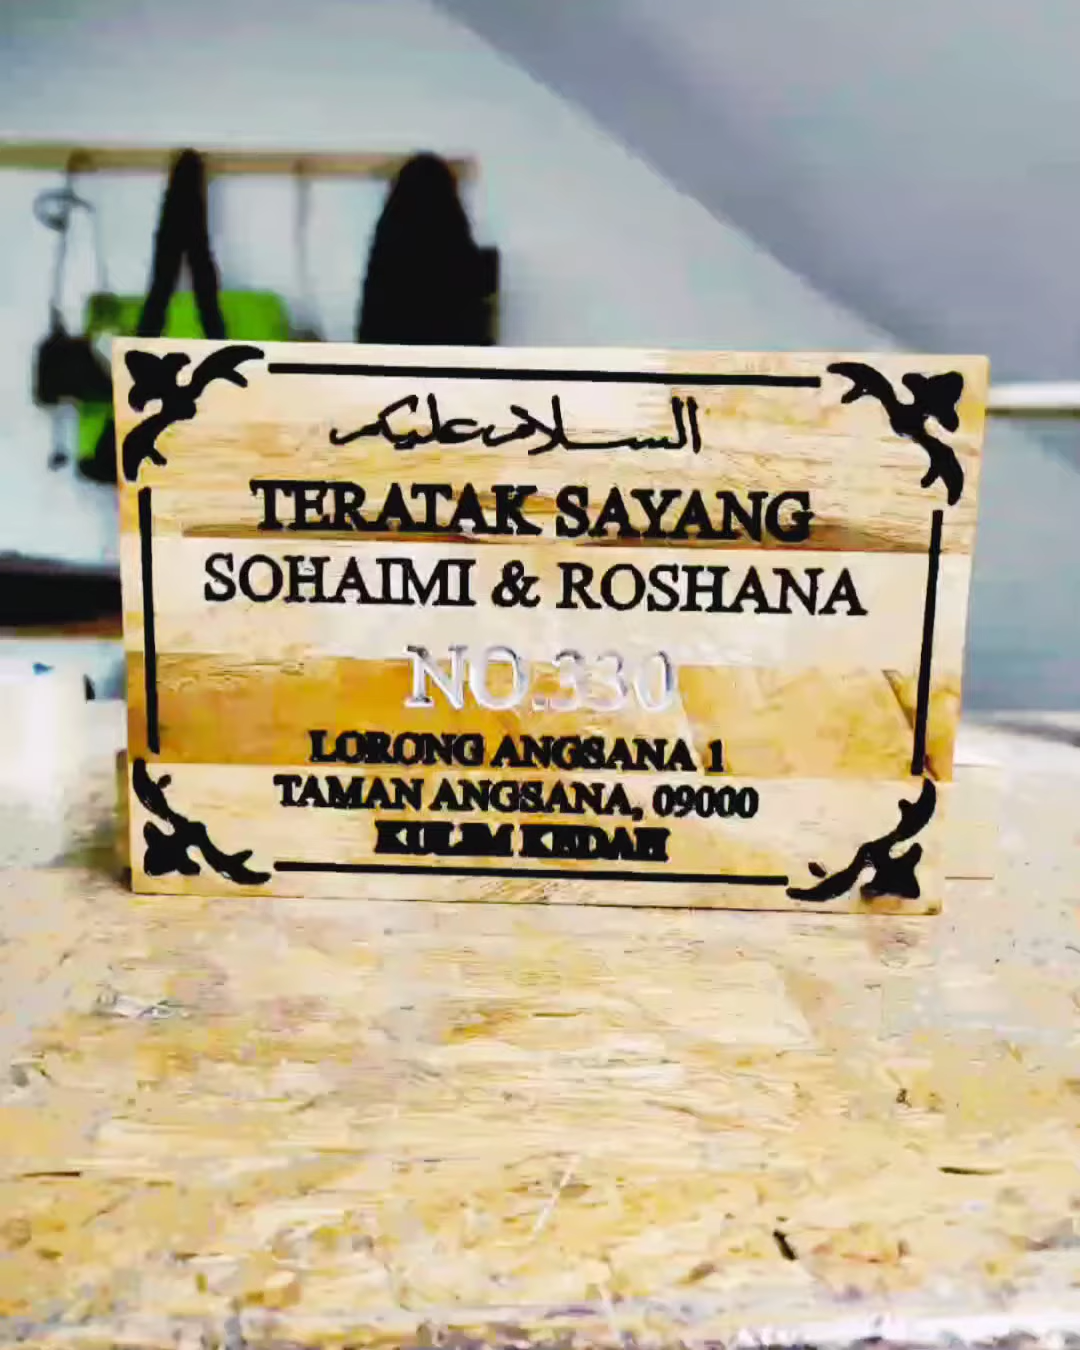 السلام عليكم
TERATAK SAYANG
SOHAIMI & ROSHANA
NO.330
LORONG ANGSANA 1
TAMAN ANGSANA, 09000
KULIM KEDAH